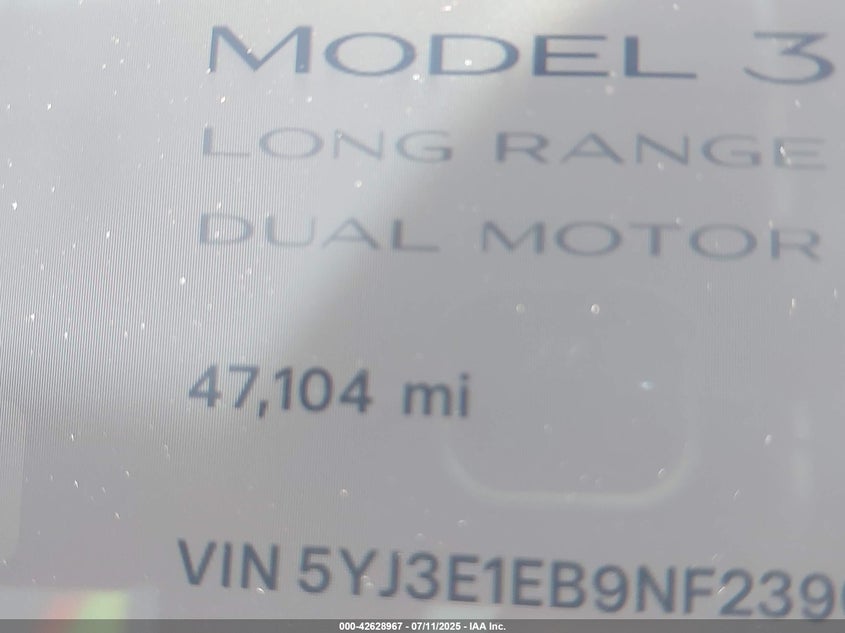 MODEL 3
LONG RANGE
DUAL MOTOR
47,104 mi
VIN 5YJ3E1EB9NF239
000-42628967 - 07/11/2025 - IAA Inc.